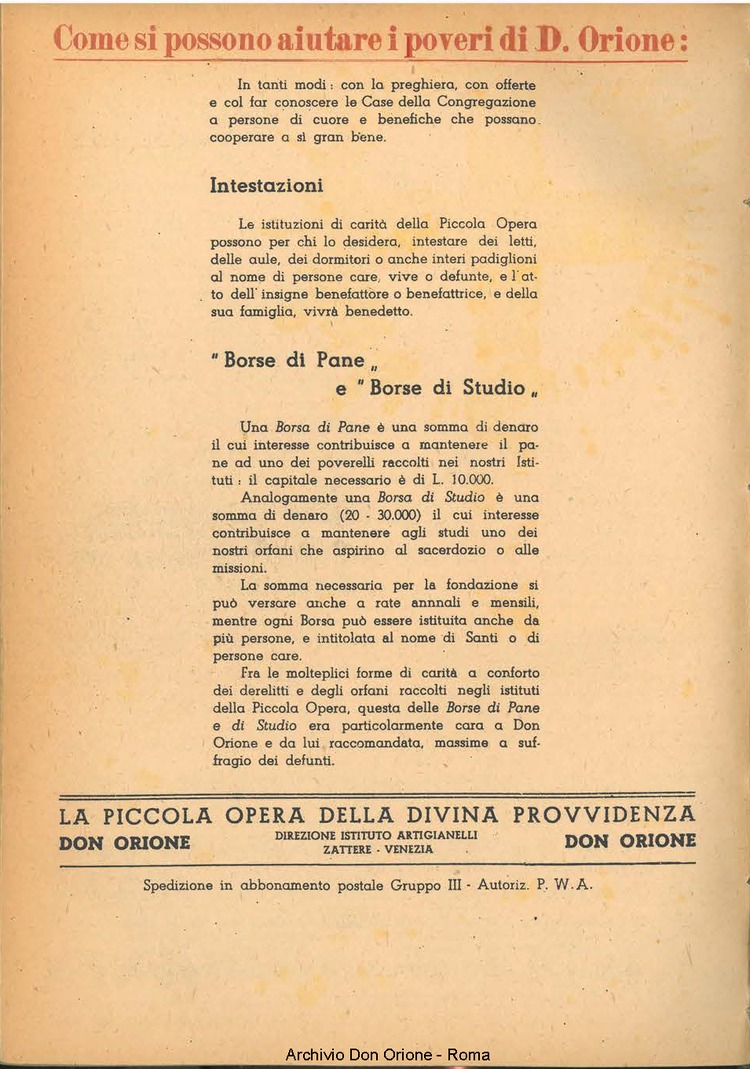 Come si possono aiutare i poveri di D. Orione :
In tanti modi : con la preghiera, con offerte
e col far conoscere le Case della Congregazione
a persone di cuore e benefiche che possano
cooperare a sì gran bene.
Intestazioni
Le istituzioni di carità della Piccola Opera
possono per chi lo desidera, intestare dei letti,
delle aule, dei dormitori o anche interi padiglioni
al nome di persone care, vive o defunte, e l'at-
to dell' insigne benefattore o benefattrice, e della
sua famiglia, vivrà benedetto.
" Borse di Pane „
e " Borse di Studio „
Una Borsa di Pane è una somma di denaro
il cui interesse contribuisce a mantenere il pa-
ne ad uno dei poverelli raccolti nei nostri Isti-
tuti : il capitale necessario è di L. 10.000.
Analogamente una Borsa di Studio è una
somma di denaro (20 - 30.000) il cui interesse
contribuisce a mantenere agli studi uno dei
nostri orfani che aspirino al sacerdozio o alle
missioni.
La somma necessaria per la fondazione si
può versare anche a rate annnali e mensili,
mentre ogni Borsa può essere istituita anche da
più persone, e intitolata al nome di Santi o di
persone care.
Fra le molteplici forme di carità a conforto
dei derelitti e degli orfani raccolti negli istituti
della Piccola Opera, questa delle Borse di Pane
e di Studio era particolarmente cara a Don
Orione e da lui raccomandata, massime a suf-
fragio dei defunti.
LA PICCOLA OPERA DELLA DIVINA PROVVIDENZA
DON ORIONE DIREZIONE ISTITUTO ARTIGIANELLI DON ORIONE
ZATTERE - VENEZIA
Spedizione in abbonamento postale Gruppo III - Autoriz. P. W. A.
Archivio Don Orione - Roma